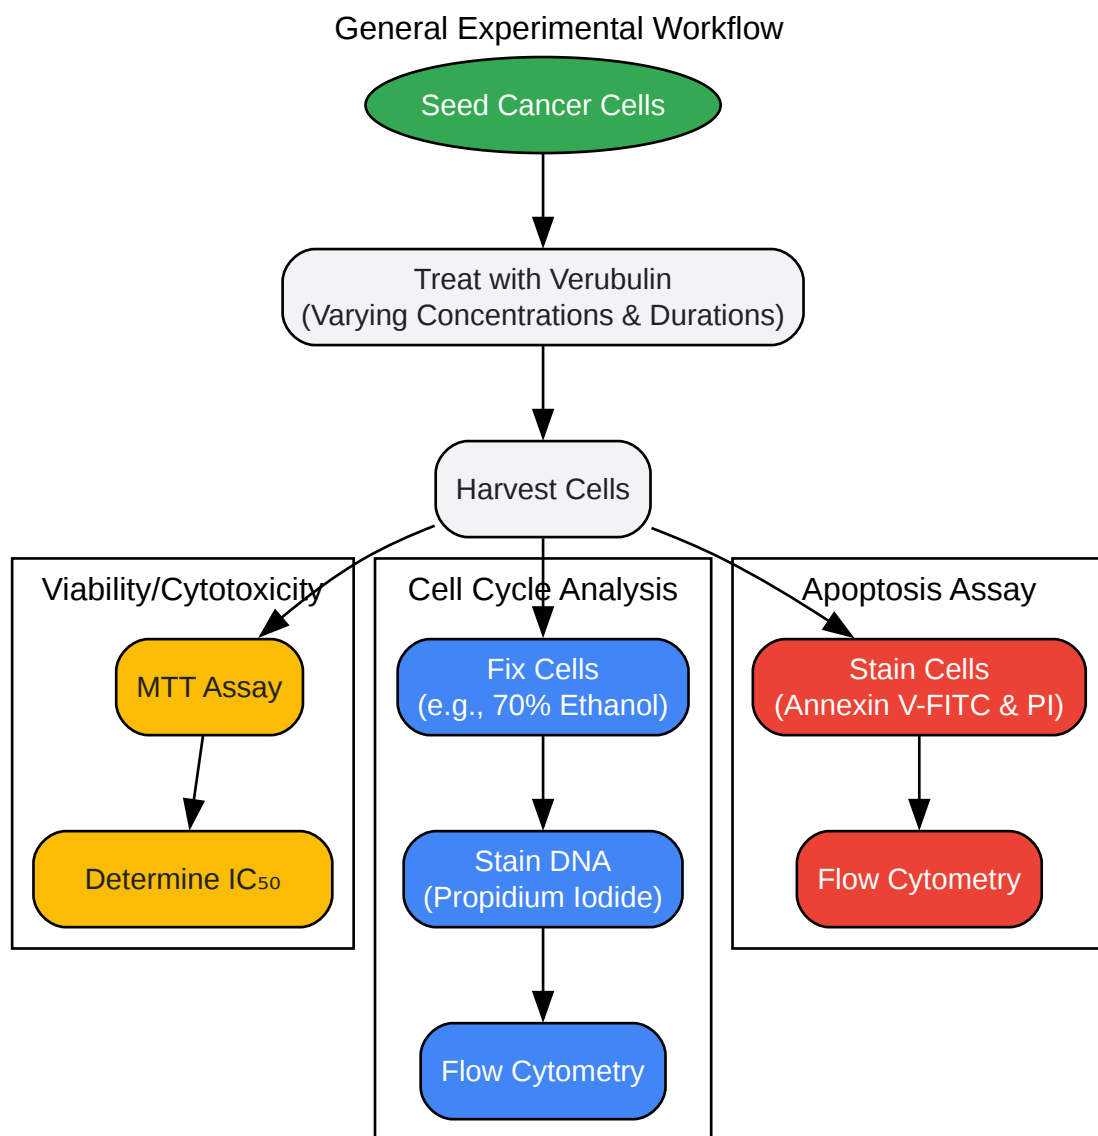 General Experimental Workflow
Seed Cancer Cells
Treat with Verubulin
(Varying Concentrations & Durations)
Harvest Cells
Viability/Cytotoxicity
MTT Assay
Determine IC₅₀
Cell Cycle Analysis
Fix Cells
(e.g., 70% Ethanol)
Stain DNA
(Propidium Iodide)
Flow Cytometry
Apoptosis Assay
Stain Cells
(Annexin V-FITC & PI)
Flow Cytometry